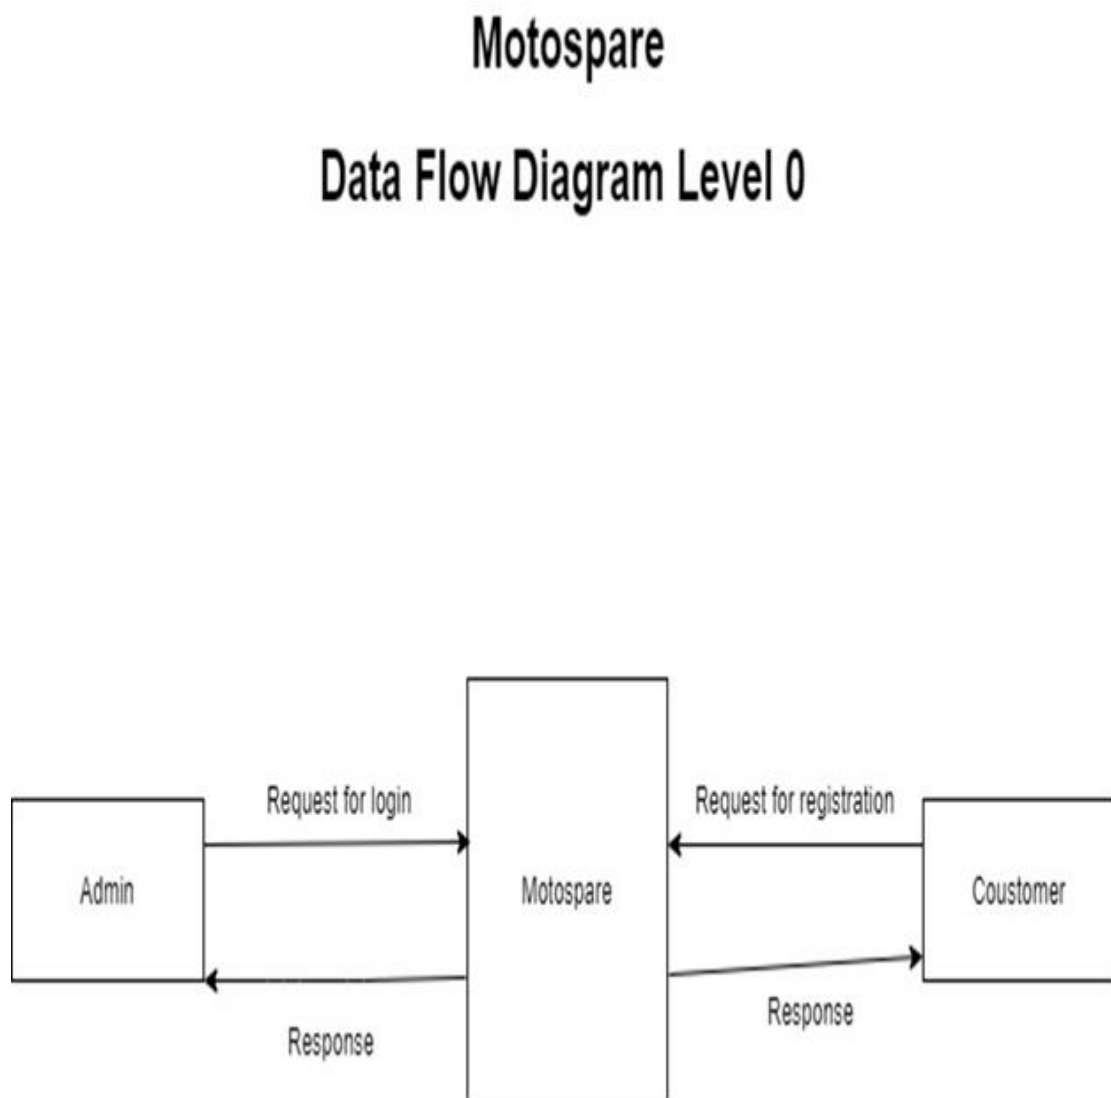 Motospare
Data Flow Diagram Level 0
Request for login
Request for registration
Admin
Motospare
Coustomer
Response
Response